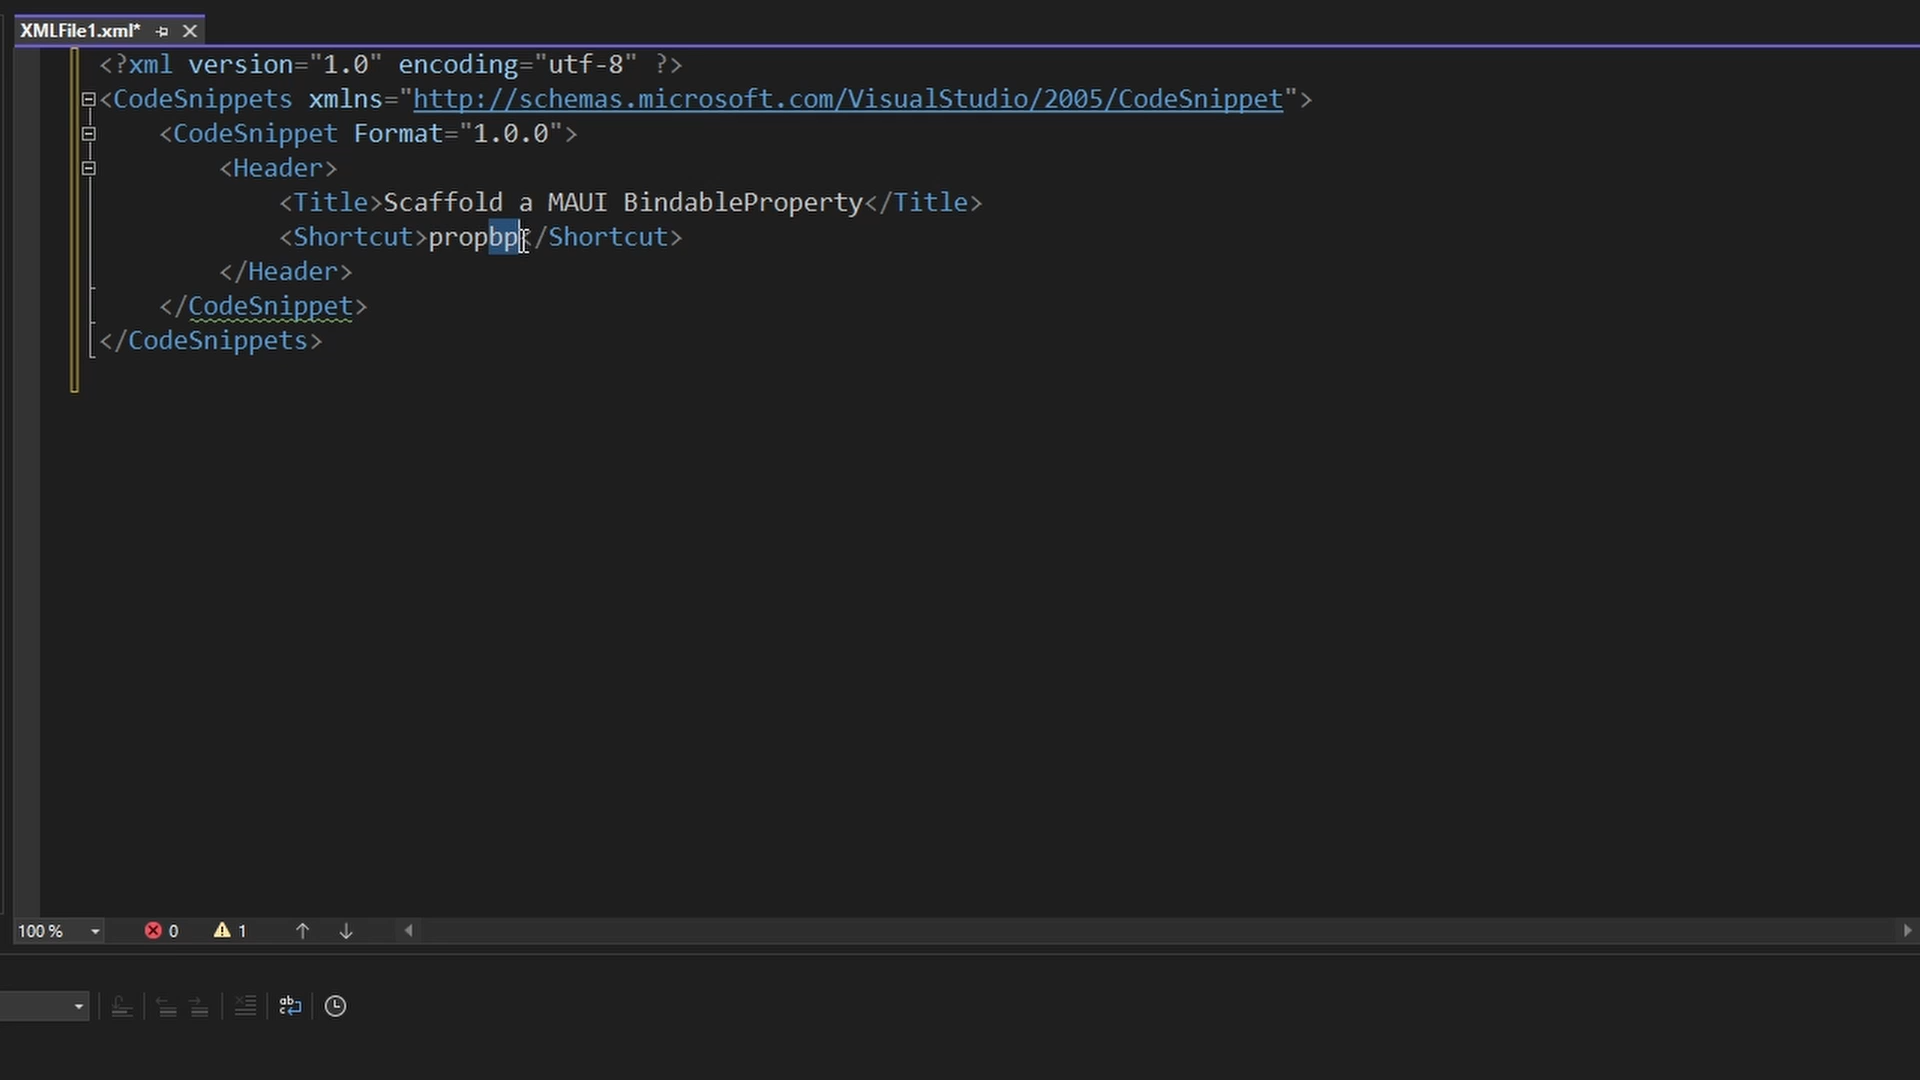 XMLFile1.xml*
<?xml version="1.0" encoding="utf-8" ?>
<CodeSnippets xmlns="http://schemas.microsoft.com/VisualStudio/2005/CodeSnippet">
<CodeSnippet Format="1.0.0">
<Header>
<Title>Scaffold a MAUI BindableProperty</Title>
<Shortcut>propbp</Shortcut>
</Header>
</CodeSnippet>
</CodeSnippets>
100 % 0 1